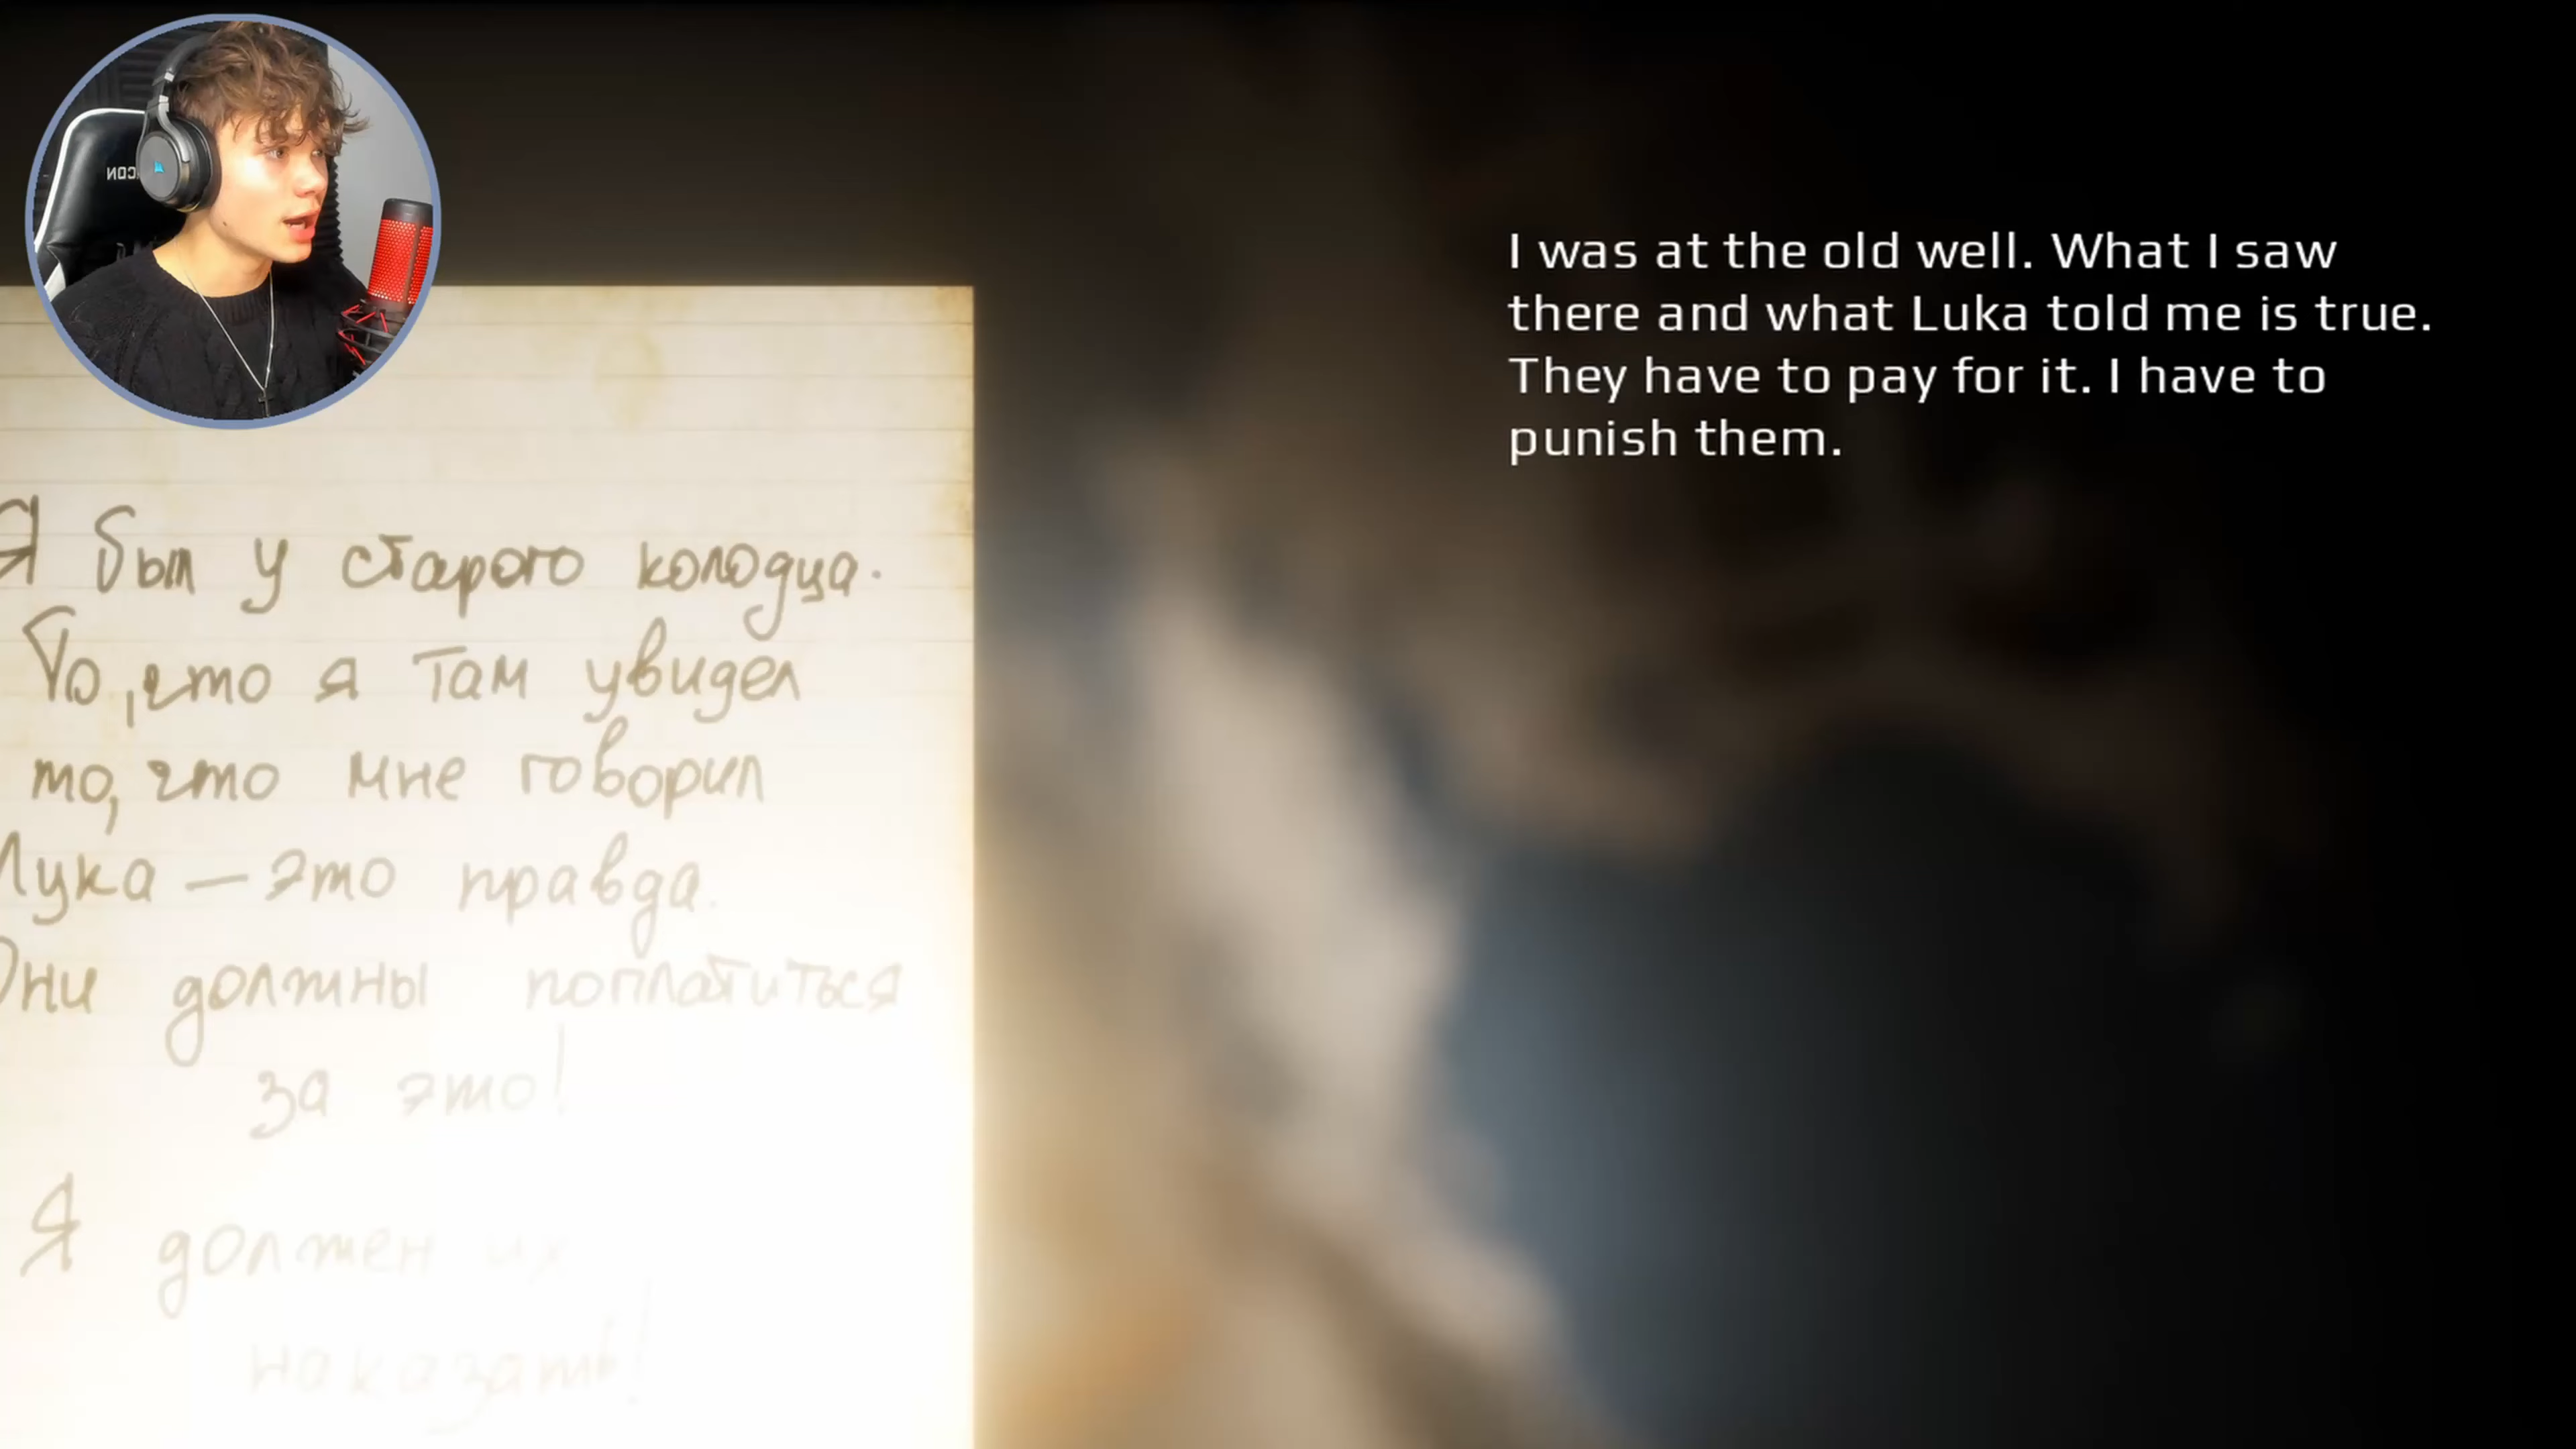 I was at the old well. What I saw
there and what Luka told me is true.
They have to pay for it. I have to
punish them.
Я был у старого колодца.
То, что я там увидел
то, что мне говорил
Лука — это правда.
Они должны поплатиться
за это!
Я должен их
наказать!